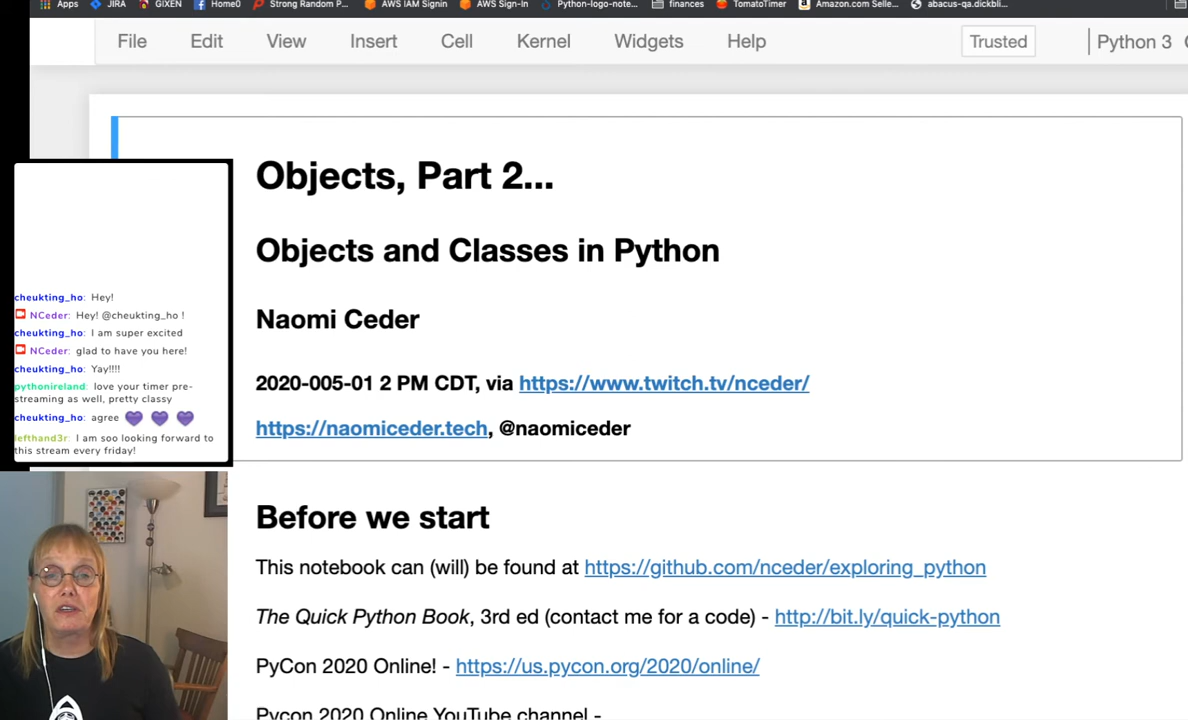 Apps JIRA GIXEN Home0 Strong Random P... AWS IAM Signin AWS Sign-In Python-logo-note... finances TomatoTimer Amazon.com Selle... abacus-qa.dickbli...
File Edit View Insert Cell Kernel Widgets Help Trusted Python 3
Objects, Part 2...
Objects and Classes in Python
Naomi Ceder
2020-005-01 2 PM CDT, via https://www.twitch.tv/nceder/
https://naomiceder.tech, @naomiceder
cheukting_ho: Hey!
NCeder: Hey! @cheukting_ho !
cheukting_ho: I am super excited
NCeder: glad to have you here!
cheukting_ho: Yay!!!!
pythonireland: love your timer pre-
streaming as well, pretty classy
cheukting_ho: agree 💜 💜 💜
lefthand3r: I am soo looking forward to
this stream every friday!
Before we start
This notebook can (will) be found at https://github.com/nceder/exploring_python
The Quick Python Book, 3rd ed (contact me for a code) - http://bit.ly/quick-python
PyCon 2020 Online! - https://us.pycon.org/2020/online/
Pycon 2020 Online YouTube channel -